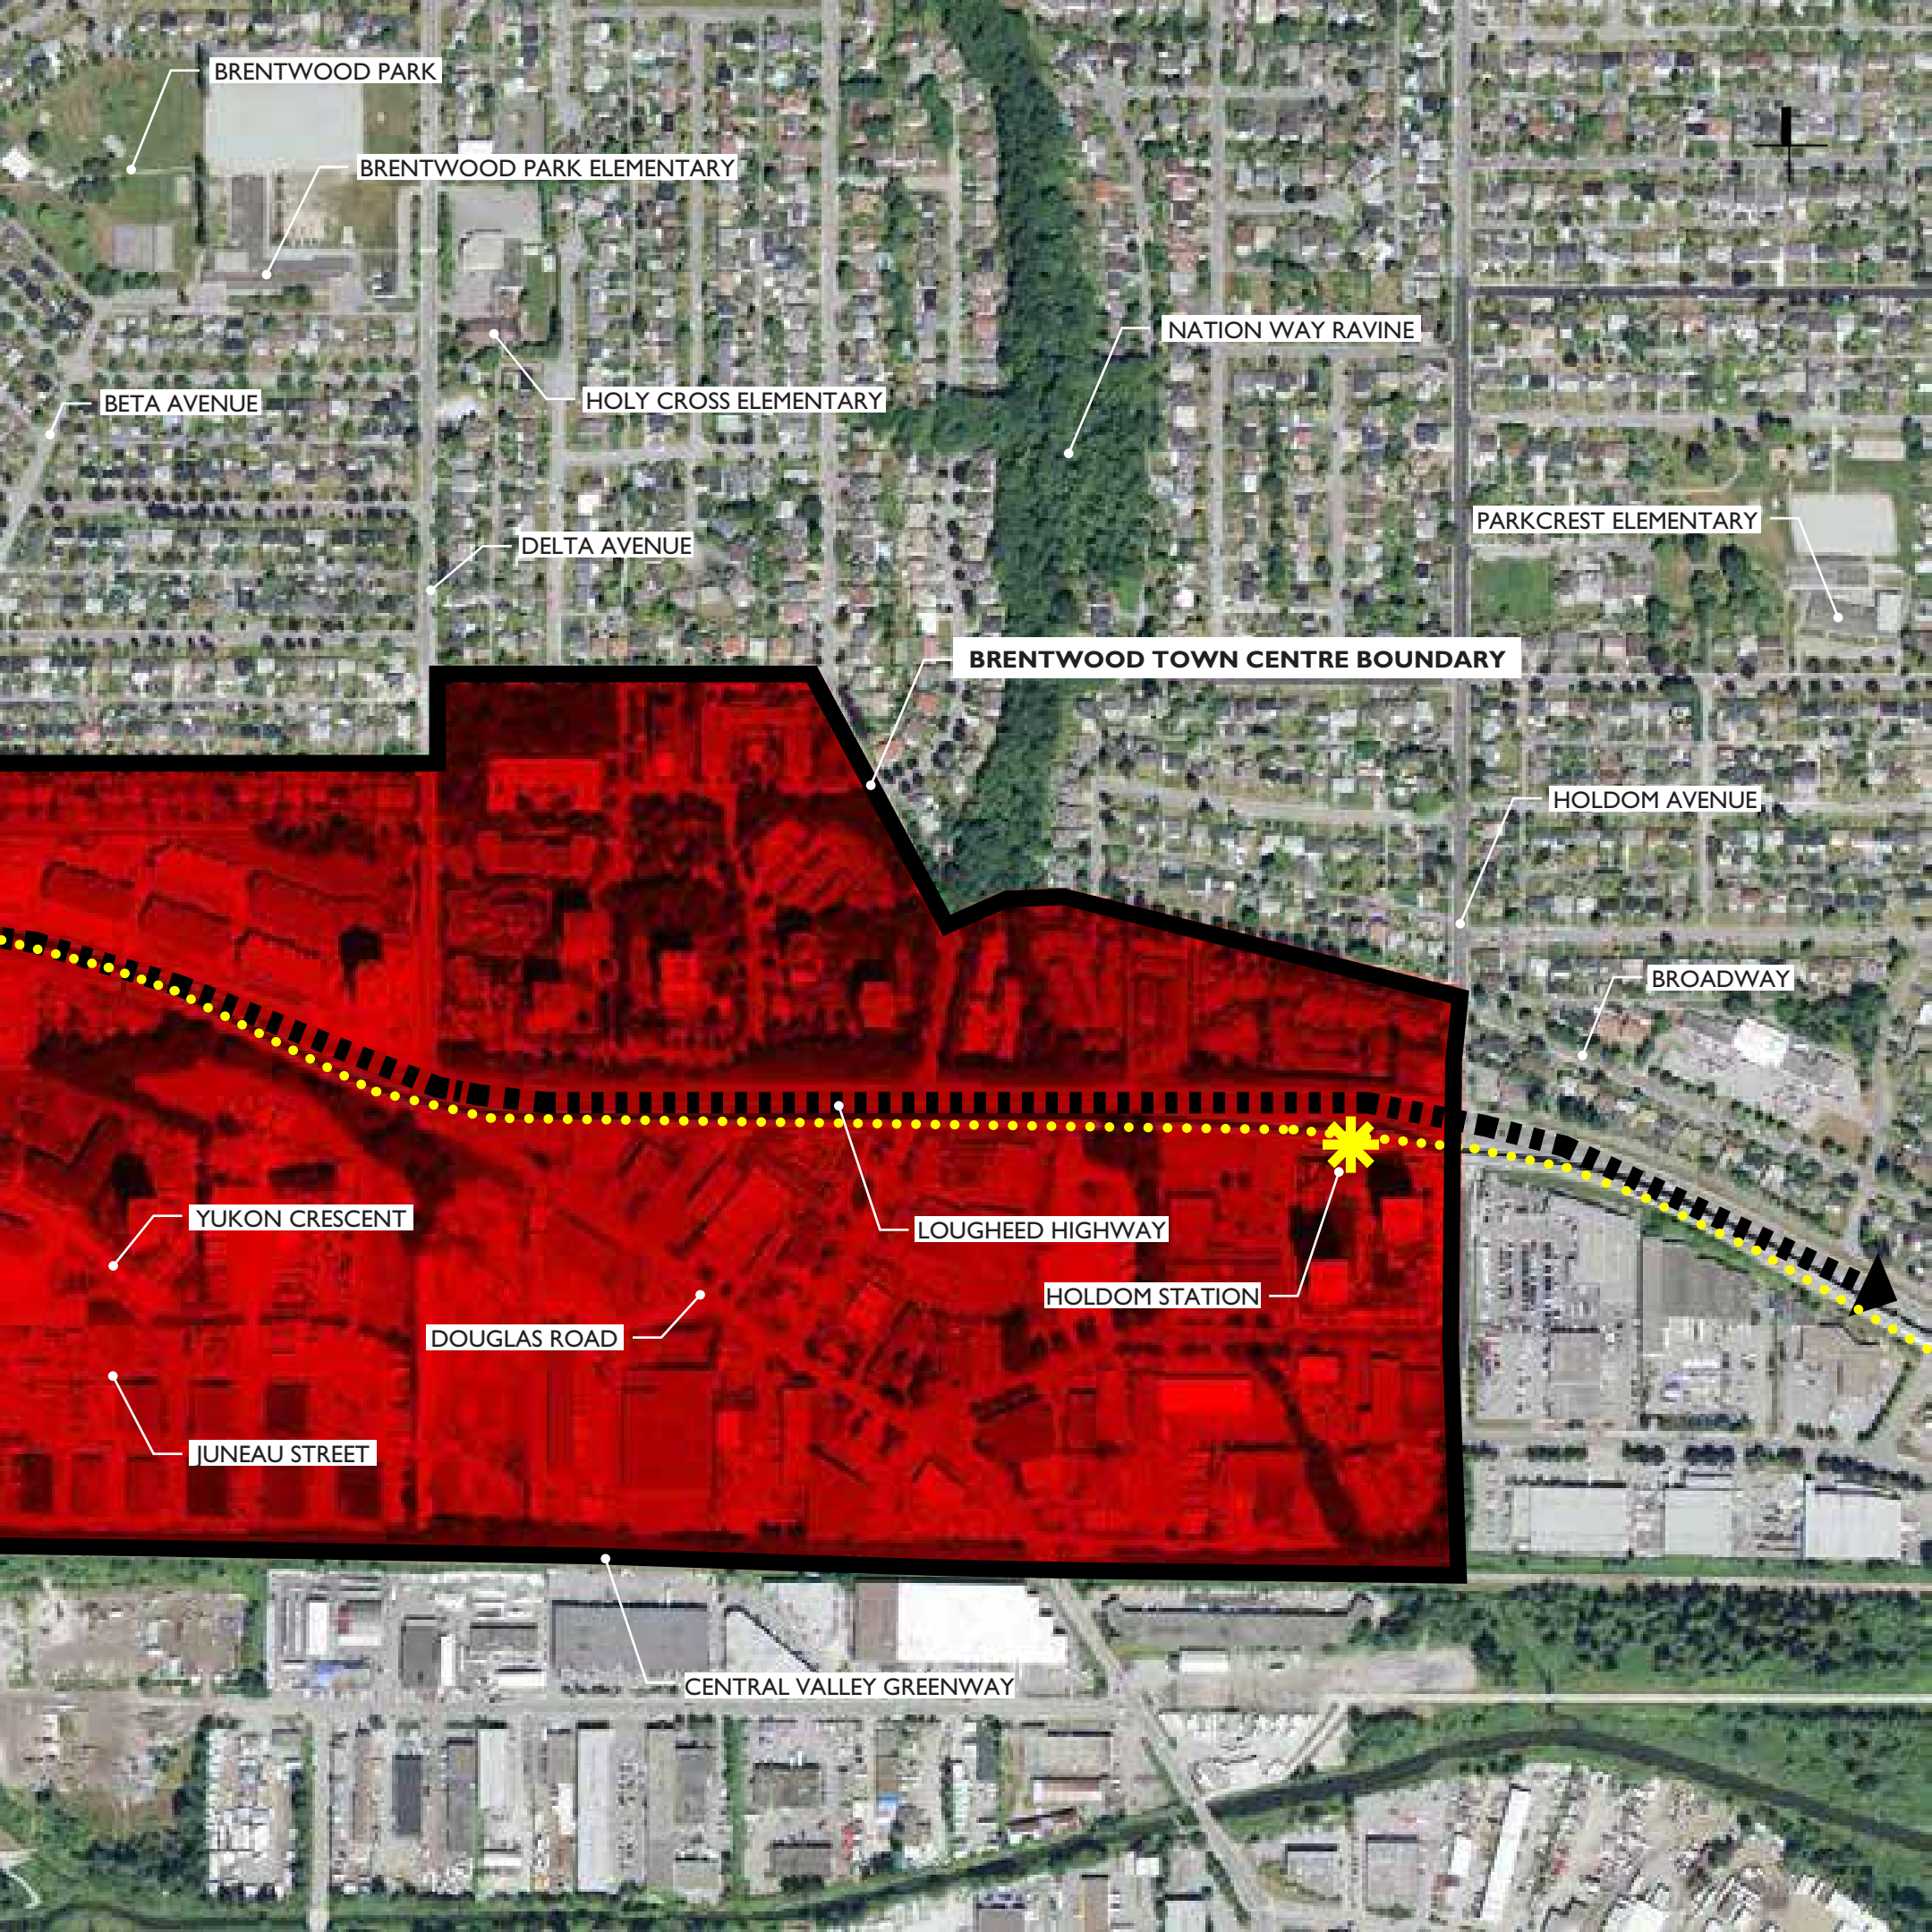 BRENTWOOD PARK
BRENTWOOD PARK ELEMENTARY
NATION WAY RAVINE
HOLY CROSS ELEMENTARY
BETA AVENUE
PARKCREST ELEMENTARY
DELTA AVENUE
BRENTWOOD TOWN CENTRE BOUNDARY
HOLDOM AVENUE
BROADWAY
YUKON CRESCENT
LOUGHEED HIGHWAY
HOLDOM STATION
DOUGLAS ROAD
JUNEAU STREET
CENTRAL VALLEY GREENWAY